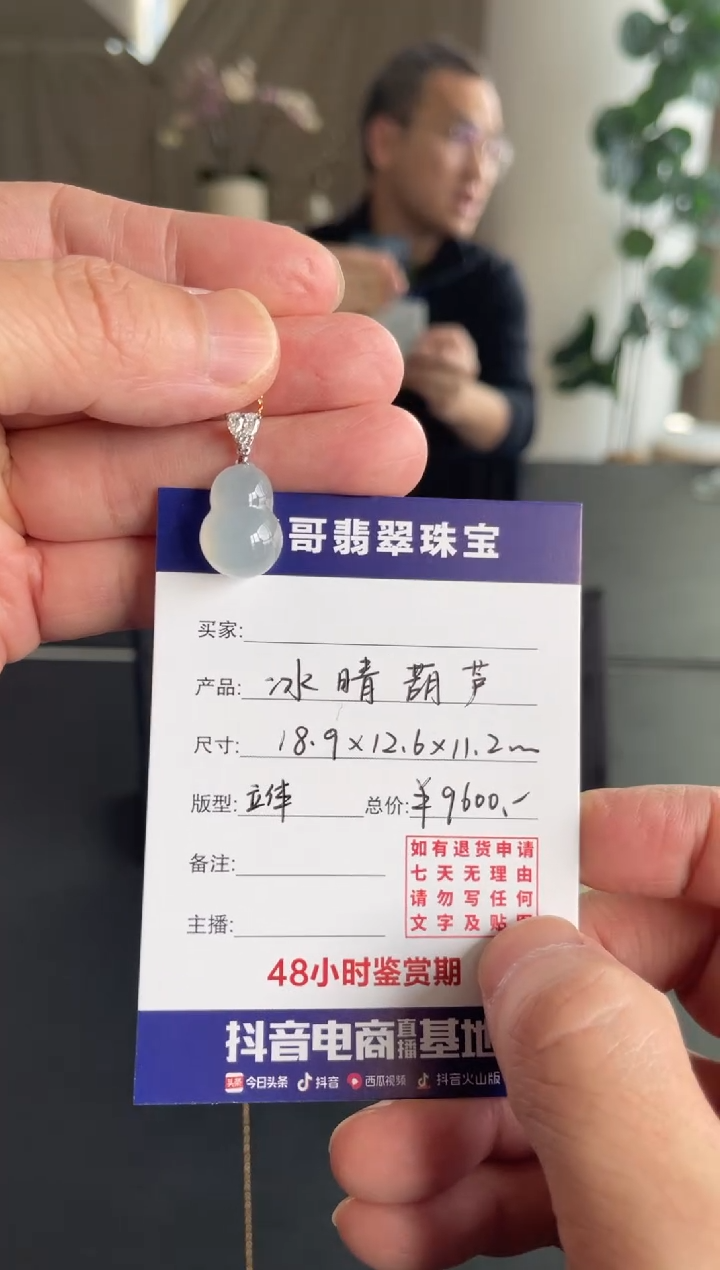 哥翡翠珠宝
买家:
产品: 冰晴葫芦
尺寸: 18.9×12.6×11.2m
版型: 立体 总价: ¥9600.-
备注:
如有退货申请
七天无理由
请勿写任何
文字及贴
主播:
48小时鉴赏期
抖音电商直播基地
头条 今日头条 抖音 西瓜视频 抖音火山版